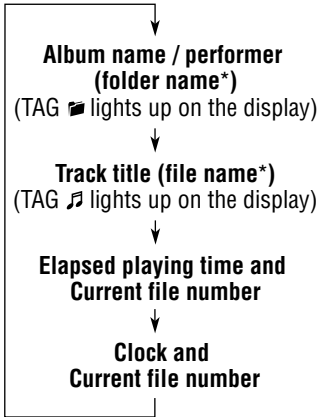 Album name / performer
(folder name*)
(TAG lights up on the display)
Track title (file name*)
(TAG lights up on the display)
Elapsed playing time and
Current file number
Clock and
Current file number